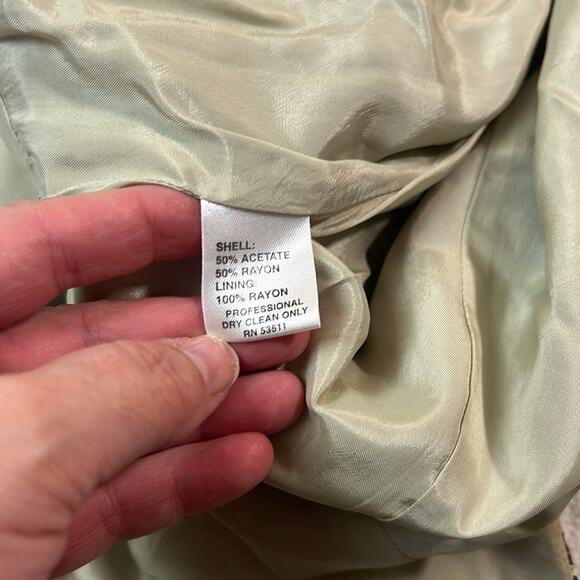 SHELL:
50% ACETATE
50% RAYON
LINING:
100% RAYON
PROFESSIONAL
DRY CLEAN ONLY
RN 53511